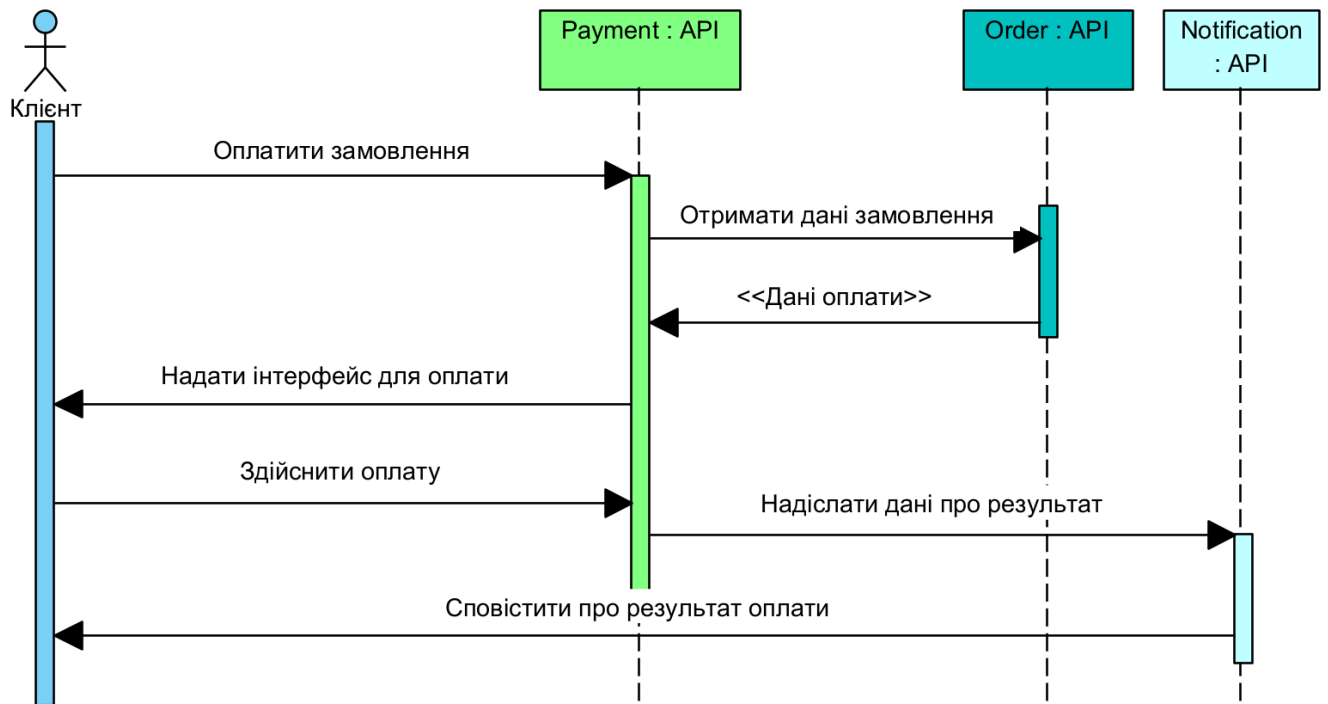 Payment : API
Order : API
Notification
: API
Клієнт
Оплатити замовлення
Отримати дані замовлення
<<Дані оплати>>
Надати інтерфейс для оплати
Здійснити оплату
Надіслати дані про результат
Сповістити про результат оплати